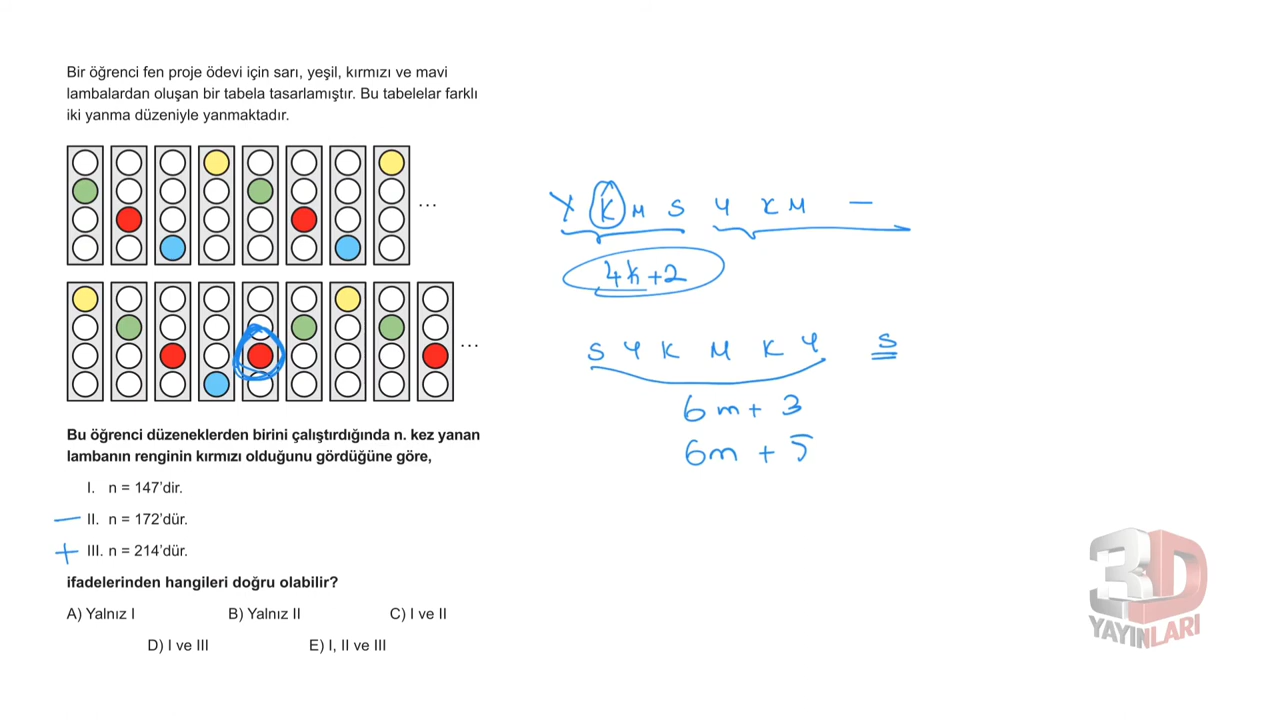 Bir öğrenci fen proje ödevi için sarı, yeşil, kırmızı ve mavi
lambalardan oluşan bir tabela tasarlamıştır. Bu tabelelar farklı
iki yanma düzeniyle yanmaktadır.
...
...
Bu öğrenci düzeneklerden birini çalıştırdığında n. kez yanan
lambanın renginin kırmızı olduğunu gördüğüne göre,
I. n = 147'dir.
— II. n = 172'dür.
+ III. n = 214'dür.
ifadelerinden hangileri doğru olabilir?
A) Yalnız I B) Yalnız II C) I ve II
D) I ve III E) I, II ve III
Y K M S Y K M —
4k+2
S Y K M K Y S
6m + 3
6m + 5
3D
YAYINLARI